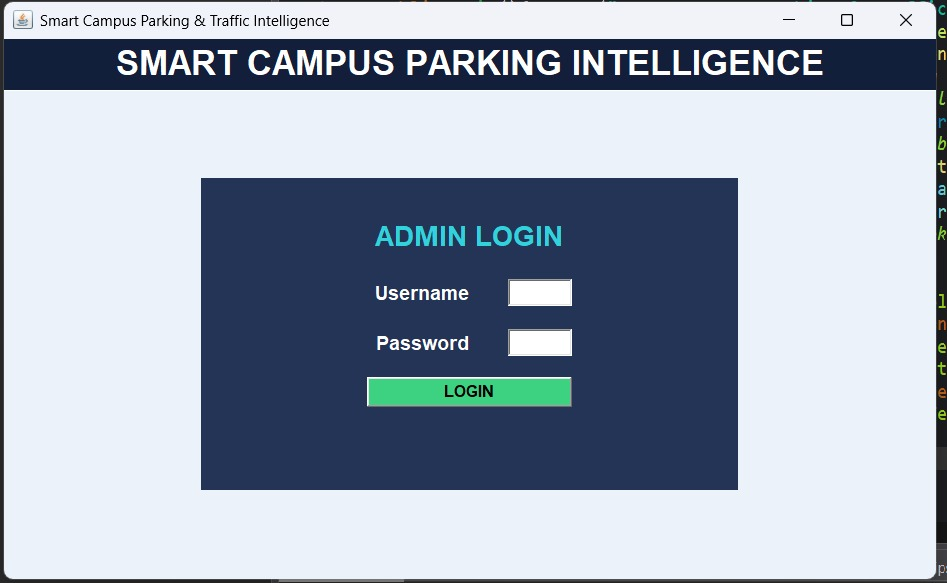 Smart Campus Parking & Traffic Intelligence
SMART CAMPUS PARKING INTELLIGENCE
ADMIN LOGIN
Username
Password
LOGIN